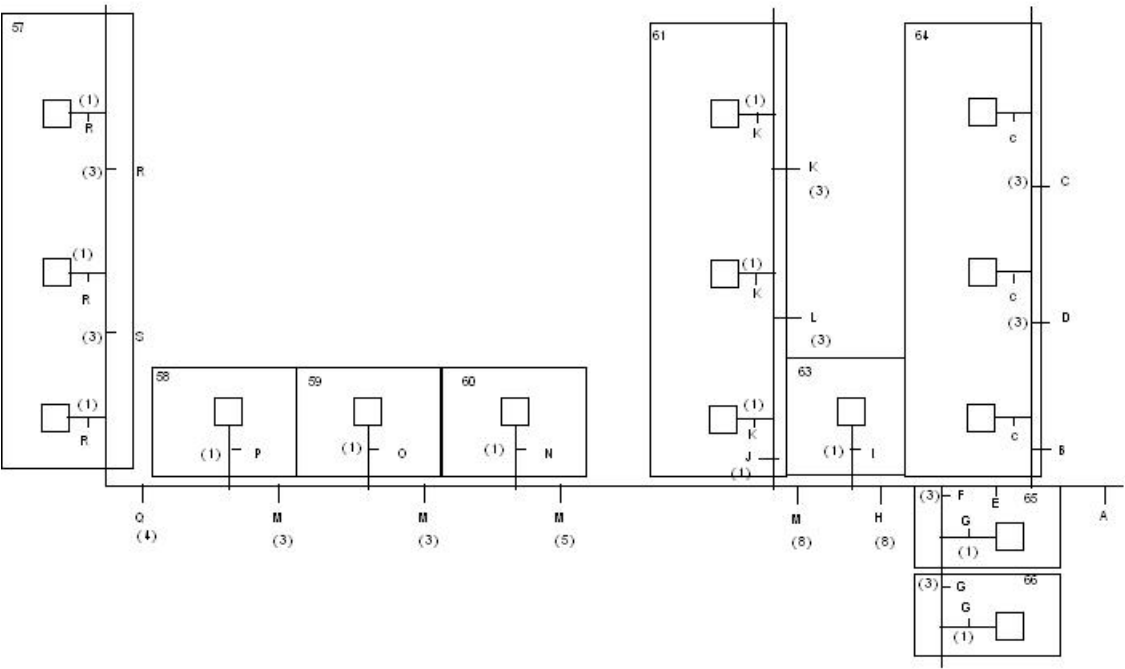 57
(1)
R
(3) R
(1)
R
(3) S
(1)
R
58
(1) P
59
(1) O
60
(1) N
61
(1)
K
K
(3)
(1)
K
L
(3)
(1)
K
J
(1)
63
(1) I
64
c
(3) C
c
(3) D
c
B
Q
(4)
M
(3)
M
(3)
M
(5)
M
(8)
H
(8)
(3) F
E
65
A
G
(1)
(3) G
66
G
(1)